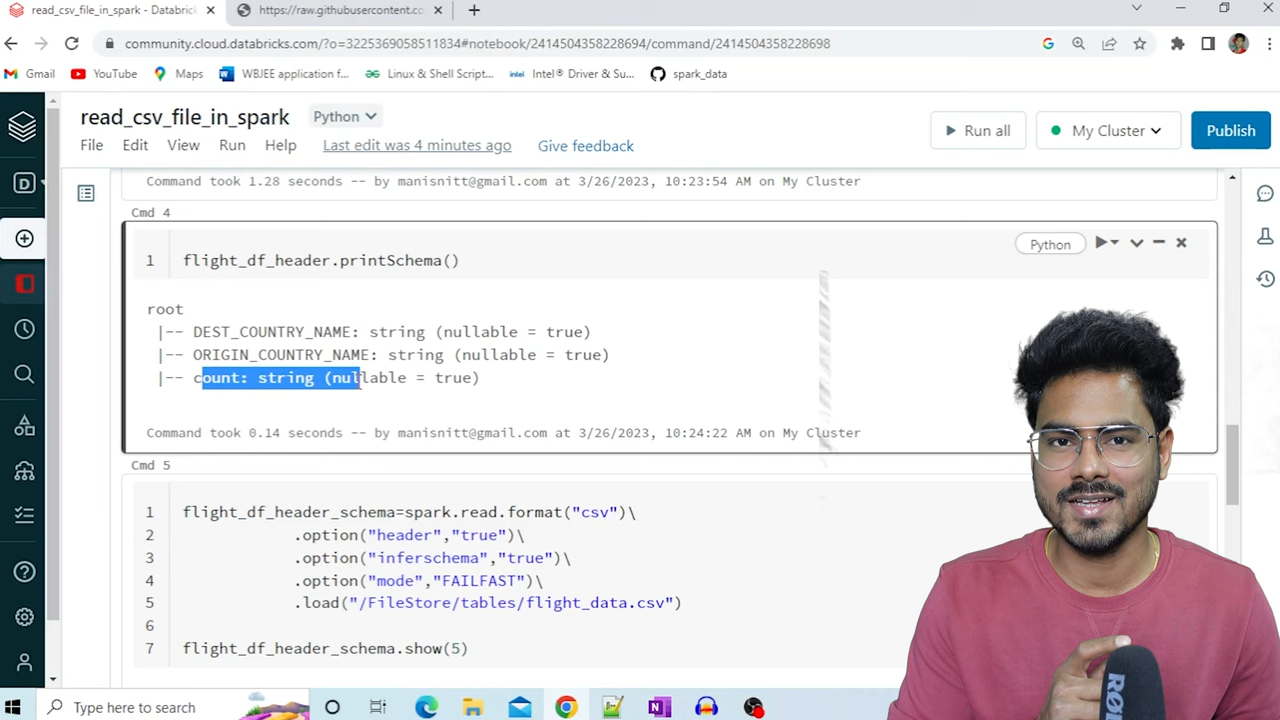 read_csv_file_in_spark - Databric
https://raw.githubusercontent.co
community.cloud.databricks.com/?o=3225369058511834#notebook/2414504358228694/command/2414504358228698
Gmail
YouTube
Maps
WBJEE application f...
Linux & Shell Script...
Intel® Driver & Su...
spark_data
read_csv_file_in_spark
Python
File Edit View Run Help
Last edit was 4 minutes ago
Give feedback
Run all
My Cluster
Publish
D
Command took 1.28 seconds -- by manisnitt@gmail.com at 3/26/2023, 10:23:54 AM on My Cluster
Cmd 4
Python
1 flight_df_header.printSchema()
root
|-- DEST_COUNTRY_NAME: string (nullable = true)
|-- ORIGIN_COUNTRY_NAME: string (nullable = true)
|-- count: string (nullable = true)
Command took 0.14 seconds -- by manisnitt@gmail.com at 3/26/2023, 10:24:22 AM on My Cluster
Cmd 5
1 flight_df_header_schema=spark.read.format("csv")\
2 .option("header","true")\
3 .option("inferschema","true")\
4 .option("mode","FAILFAST")\
5 .load("/FileStore/tables/flight_data.csv")
6
7 flight_df_header_schema.show(5)
Type here to search